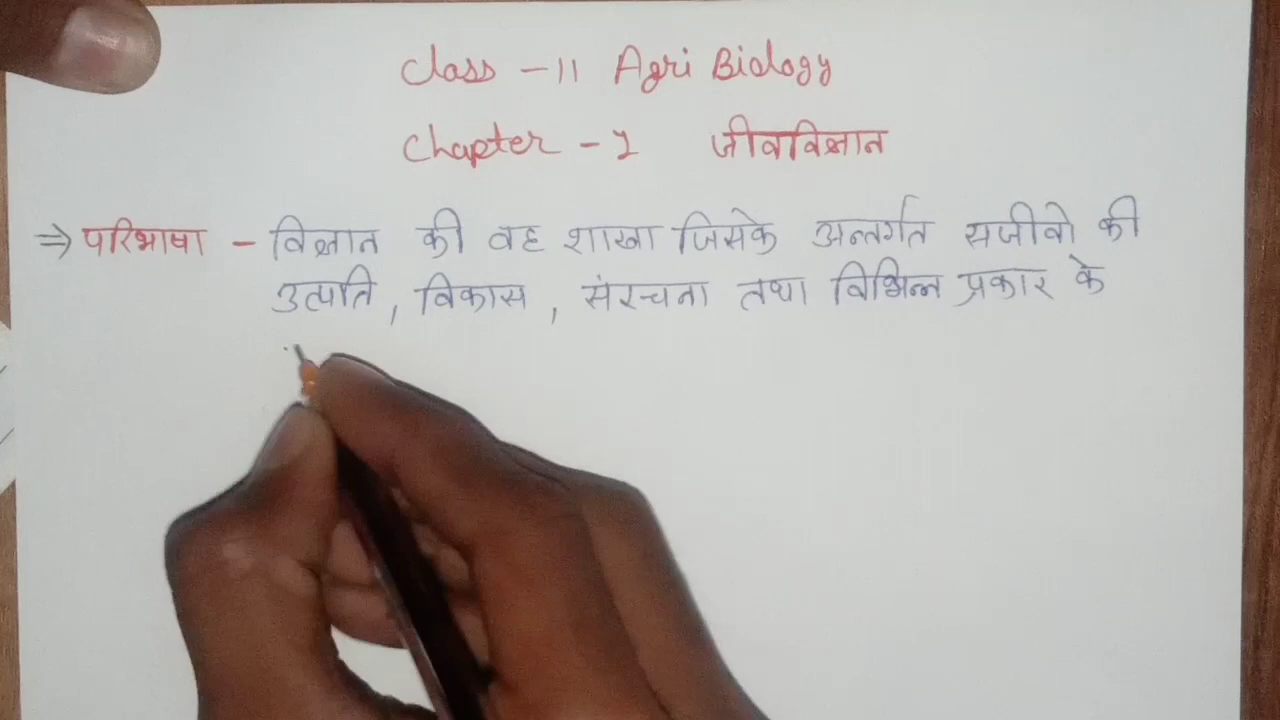 Class - 11 Agri Biology
Chapter - 1 जीवविज्ञान
⇒ परिभाषा - विज्ञान की वह शाखा जिसके अन्तर्गत सजीवो की
उत्पति , विकास , संरचना तथा विभिन्न प्रकार के